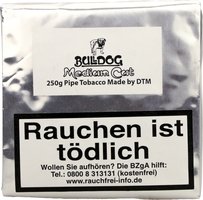 BULLDOG
Medium Cut
250g Pipe Tobacco Made by DTM
Rauchen ist
tödlich
Wollen Sie aufhören? Die BZgA hilft:
Tel.: 0800 8 313131 (kostenfrei)
www.rauchfrei-info.de